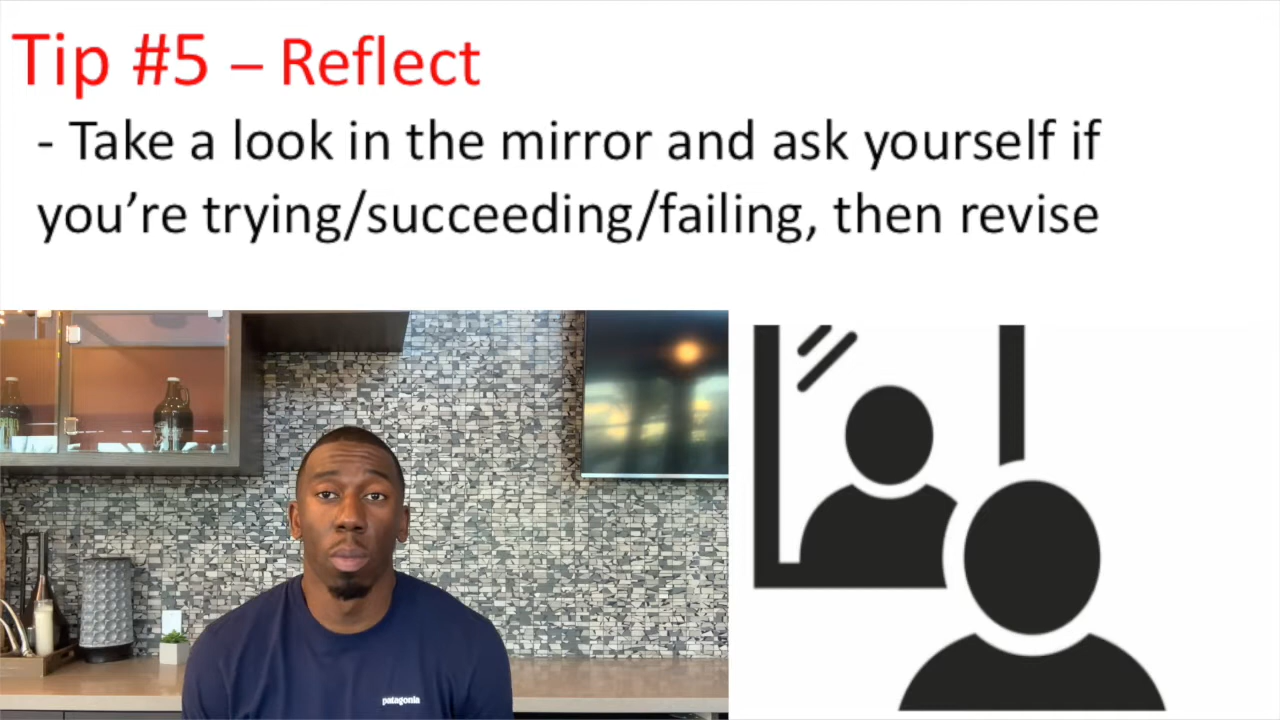 Tip #5 – Reflect
- Take a look in the mirror and ask yourself if
you’re trying/succeeding/failing, then revise
patagonia